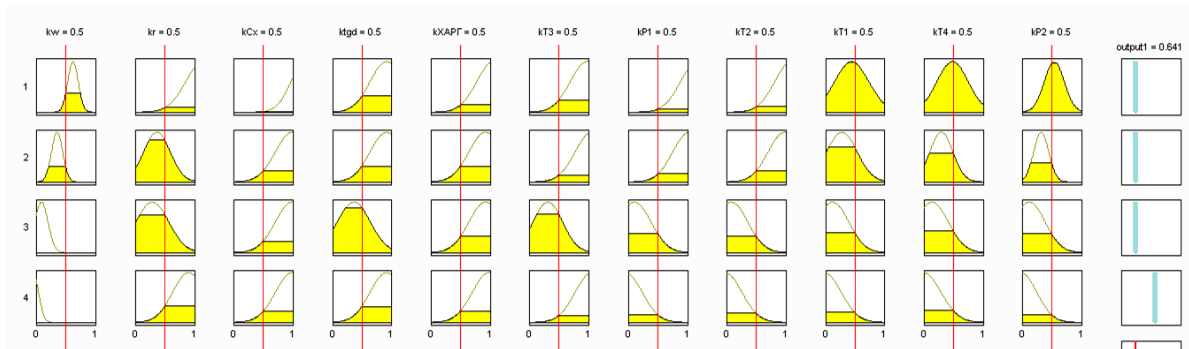 kw = 0.5 kr = 0.5 kCx = 0.5 ktgd = 0.5 kХАРГ = 0.5 kT3 = 0.5 kP1 = 0.5 kT2 = 0.5 kT1 = 0.5 kT4 = 0.5 kP2 = 0.5
output1 = 0.641
1
2
3
4
0 1 0 1 0 1 0 1 0 1 0 1 0 1 0 1 0 1 0 1 0 1